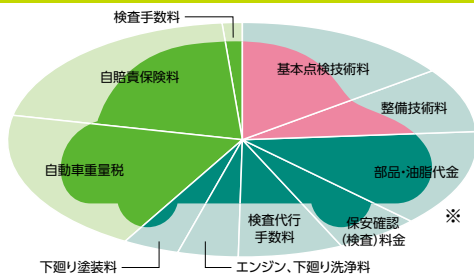 検査手数料
自賠責保険料
基本点検技術料
整備技術料
自動車重量税
部品・油脂代金
※
検査代行
手数料
保安確認
(検査)料金
下廻り塗装料
エンジン、下廻り洗浄料